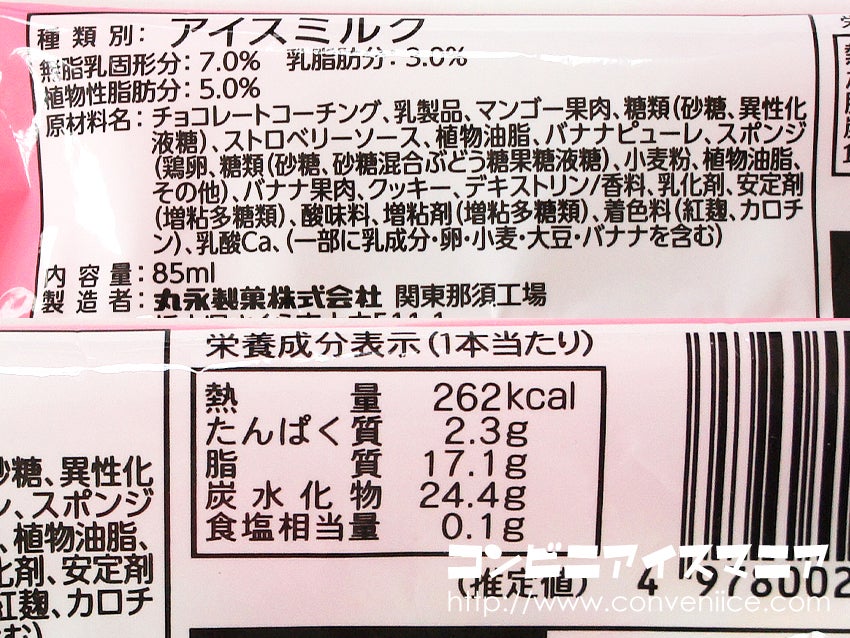 種類別：アイスミルク
無脂乳固形分：7.0%　乳脂肪分：3.0%
植物性脂肪分：5.0%
原材料名：チョコレートコーチング、乳製品、マンゴー果肉、糖類(砂糖、異性化
液糖)、ストロベリーソース、植物油脂、バナナピューレ、スポンジ
(鶏卵、糖類(砂糖、砂糖混合ぶどう糖果糖液糖)、小麦粉、植物油脂、
その他)、バナナ果肉、クッキー、デキストリン/香料、乳化剤、安定剤
(増粘多糖類)、酸味料、増粘剤(増粘多糖類)、着色料(紅麹、カロチ
ン)、乳酸Ca、(一部に乳成分・卵・小麦・大豆・バナナを含む)
内容量：85ml
製造者：丸永製菓株式会社 関東那須工場
栄養成分表示(1本当たり)
熱量 262kcal
たんぱく質 2.3g
脂質 17.1g
炭水化物 24.4g
食塩相当量 0.1g
(推定値)
砂糖、異性化
ン、スポンジ
、植物油脂、
化剤、安定剤
紅麹、カロチ
む)
4 978002
コンビニアイスマニア
http://www.conveniice.com/